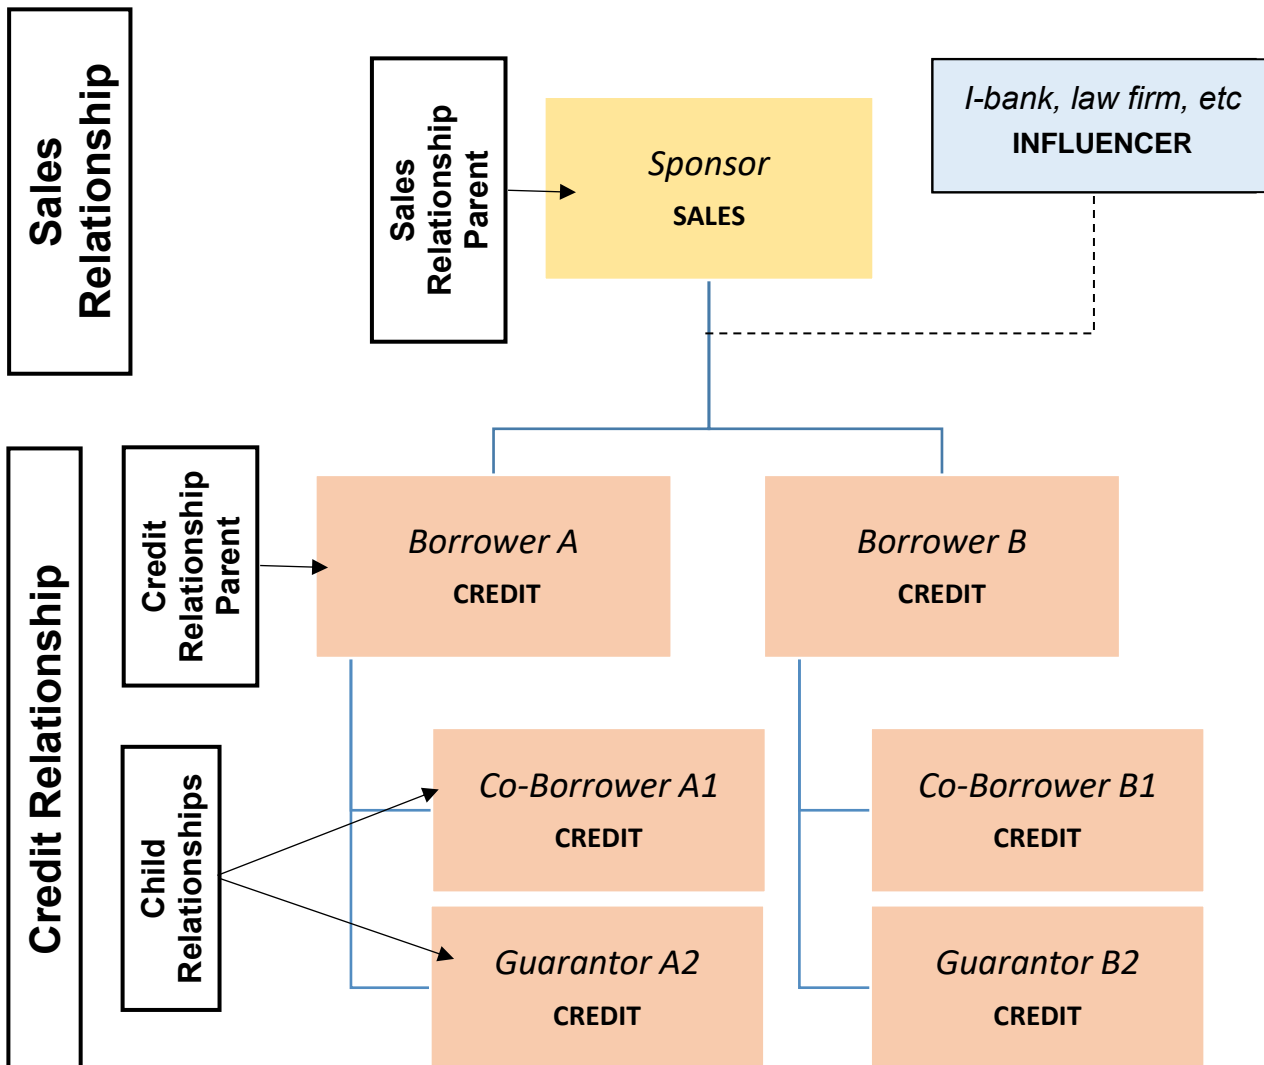 Sales
Relationship
Sales
Relationship
Parent
Sponsor
SALES
I-bank, law firm, etc
INFLUENCER
Credit Relationship
Credit
Relationship
Parent
Borrower A
CREDIT
Borrower B
CREDIT
Child
Relationships
Co-Borrower A1
CREDIT
Co-Borrower B1
CREDIT
Guarantor A2
CREDIT
Guarantor B2
CREDIT